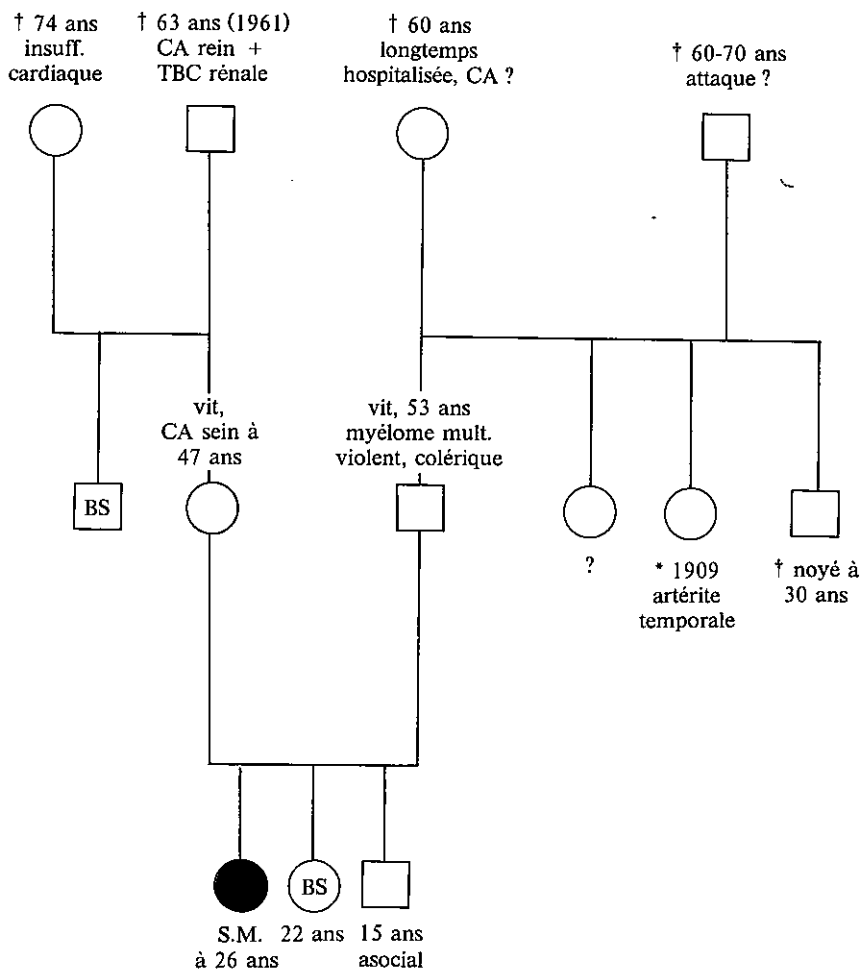 † 74 ans
insuff.
cardiaque
† 63 ans (1961)
CA rein +
TBC rénale
† 60 ans
longtemps
hospitalisée, CA ?
† 60-70 ans
attaque ?
BS
vit,
CA sein à
47 ans
vit, 53 ans
myélome mult.
violent, colérique
?
* 1909
artérite
temporale
† noyé à
30 ans
S.M.
à 26 ans
BS
22 ans
15 ans
asocial